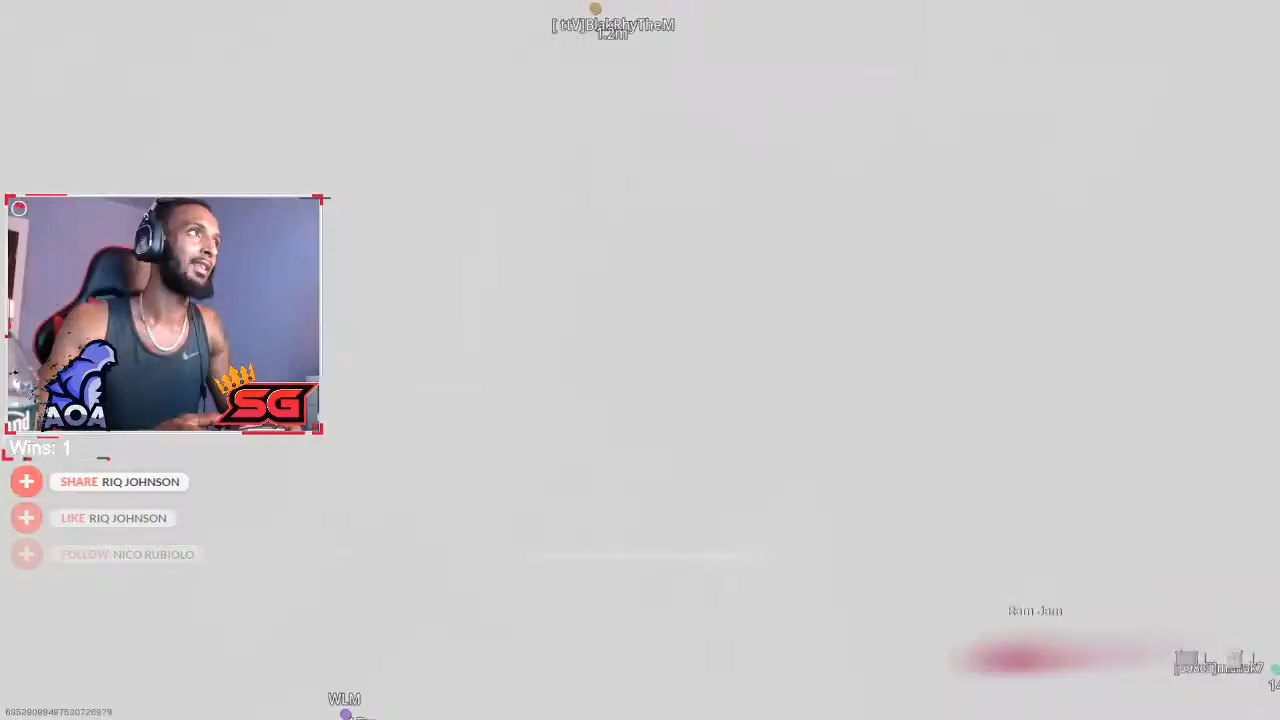 [ttV]BlakRhyTheM
1.2m
AOA
SG
Wins: 1
SHARE RIQ JOHNSON
LIKE RIQ JOHNSON
FOLLOW NICO RUBIOLO
Ram Jam
WLM
14